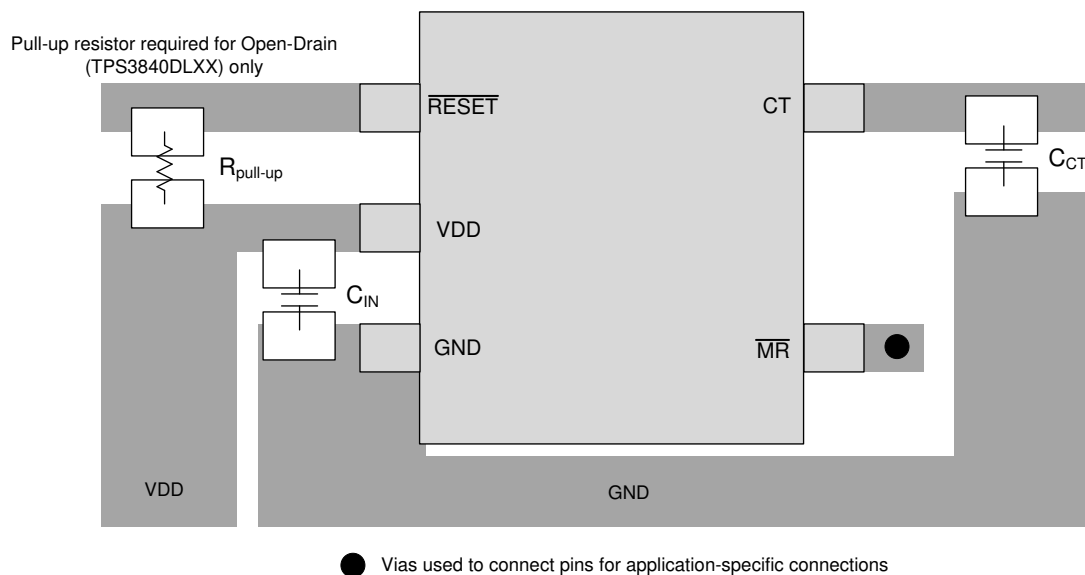 Pull-up resistor required for Open-Drain
(TPS3840DLXX) only
RESET
CT
Rpull-up
CCT
VDD
CIN
GND
MR
VDD
GND
Vias used to connect pins for application-specific connections